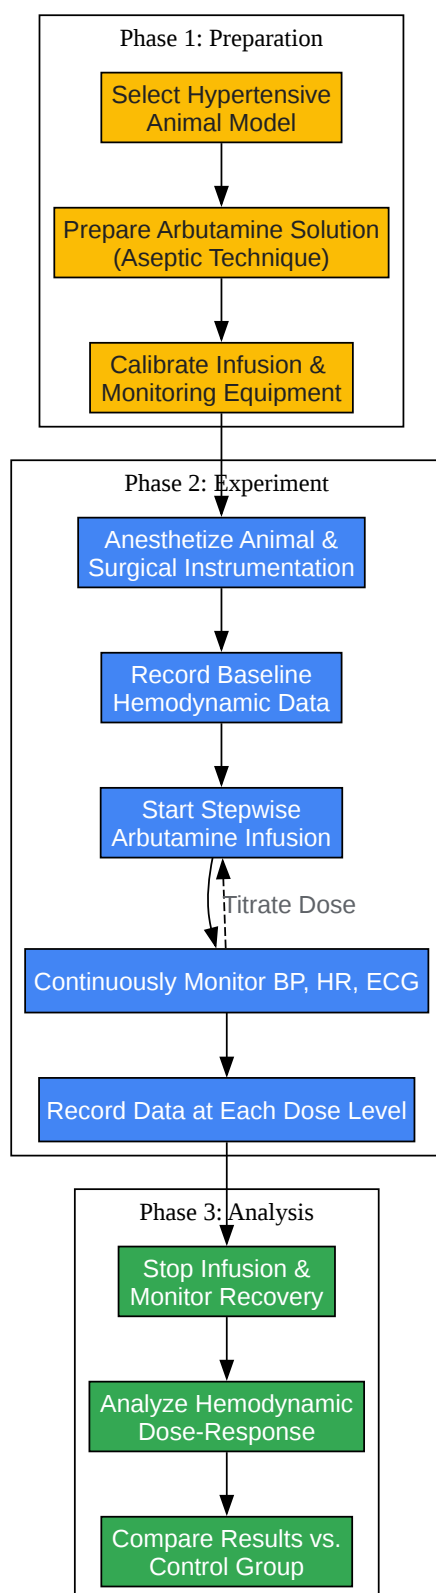 Phase 1: Preparation
Select Hypertensive
Animal Model
Prepare Arbutamine Solution
(Aseptic Technique)
Calibrate Infusion &
Monitoring Equipment
Phase 2: Experiment
Anesthetize Animal &
Surgical Instrumentation
Record Baseline
Hemodynamic Data
Start Stepwise
Arbutamine Infusion
Titrate Dose
Continuously Monitor BP, HR, ECG
Record Data at Each Dose Level
Phase 3: Analysis
Stop Infusion &
Monitor Recovery
Analyze Hemodynamic
Dose-Response
Compare Results vs.
Control Group